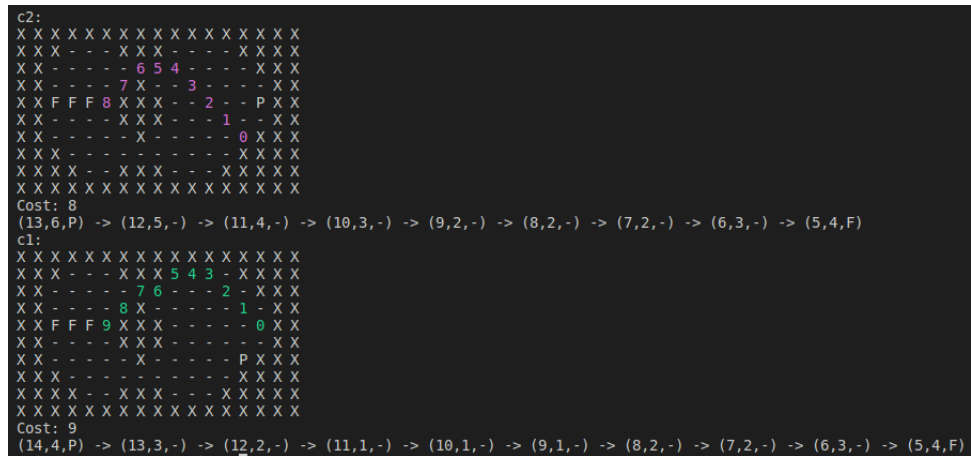 c2:
X X X X X X X X X X X X X X X X X
X X X - - - X X X - - - - X X X X
X X - - - - - 6 5 4 - - - - X X X
X X - - - - 7 X - - 3 - - - - X X
X X F F F 8 X X X - - 2 - - P X X
X X - - - - X X X - - - 1 - - X X
X X - - - - - X - - - - - 0 X X X
X X X - - - - - - - - - - X X X X
X X X X - - X X X - - - X X X X X
X X X X X X X X X X X X X X X X X
Cost: 8
(13,6,P) -> (12,5,-) -> (11,4,-) -> (10,3,-) -> (9,2,-) -> (8,2,-) -> (7,2,-) -> (6,3,-) -> (5,4,F)
c1:
X X X X X X X X X X X X X X X X X
X X X - - - X X X 5 4 3 - X X X X
X X - - - - - 7 6 - - - 2 - X X X
X X - - - - 8 X - - - - - 1 - X X
X X F F F 9 X X X - - - - - 0 X X
X X - - - - X X X - - - - - - X X
X X - - - - - X - - - - - P X X X
X X X - - - - - - - - - - X X X X
X X X X - - X X X - - - X X X X X
X X X X X X X X X X X X X X X X X
Cost: 9
(14,4,P) -> (13,3,-) -> (12,2,-) -> (11,1,-) -> (10,1,-) -> (9,1,-) -> (8,2,-) -> (7,2,-) -> (6,3,-) -> (5,4,F)